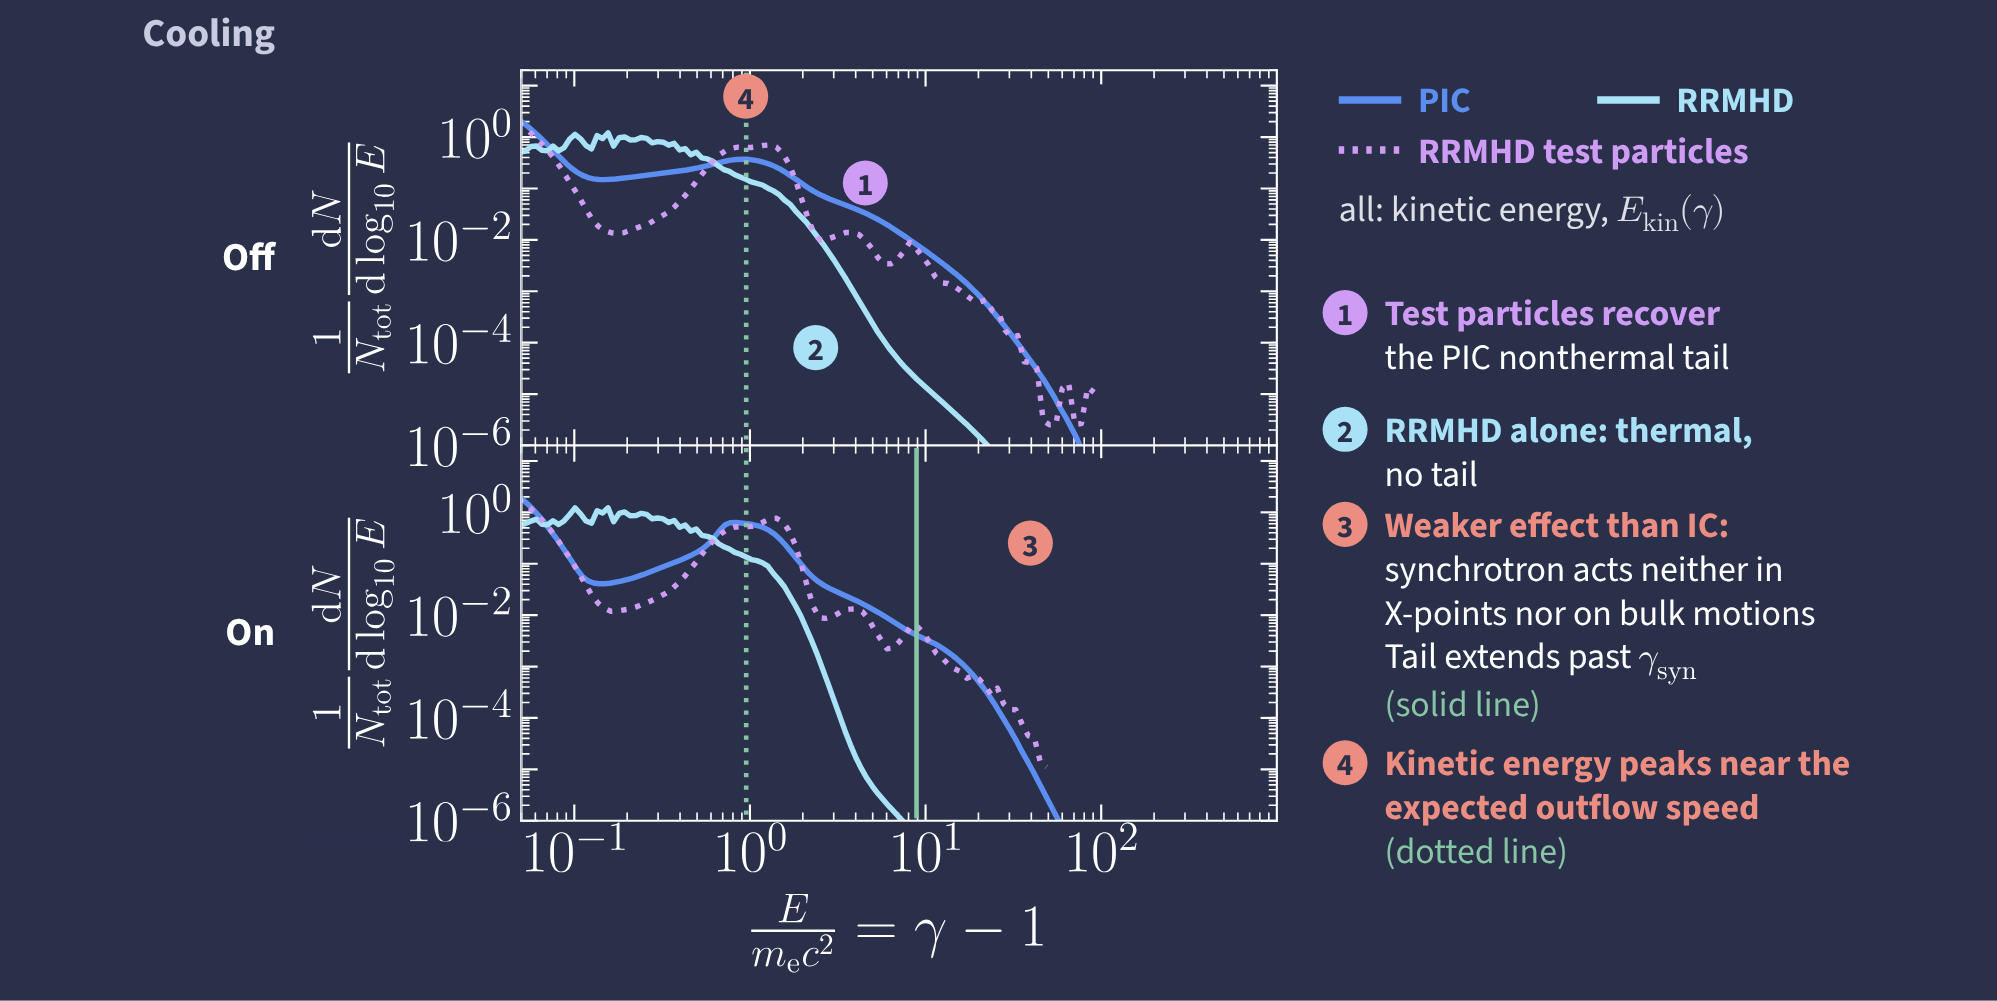 Cooling
Off
On
1/N_tot dN/d log_10 E
10^0
10^−2
10^−4
10^−6
4
1
2
1/N_tot dN/d log_10 E
10^0
10^−2
10^−4
10^−6
3
10^−1 10^0 10^1 10^2
E/m_e c^2 = γ − 1
PIC RRMHD
RRMHD test particles
all: kinetic energy, E_kin(γ)
1 Test particles recover
the PIC nonthermal tail
2 RRMHD alone: thermal,
no tail
3 Weaker effect than IC:
synchrotron acts neither in
X-points nor on bulk motions
Tail extends past γ_syn
(solid line)
4 Kinetic energy peaks near the
expected outflow speed
(dotted line)